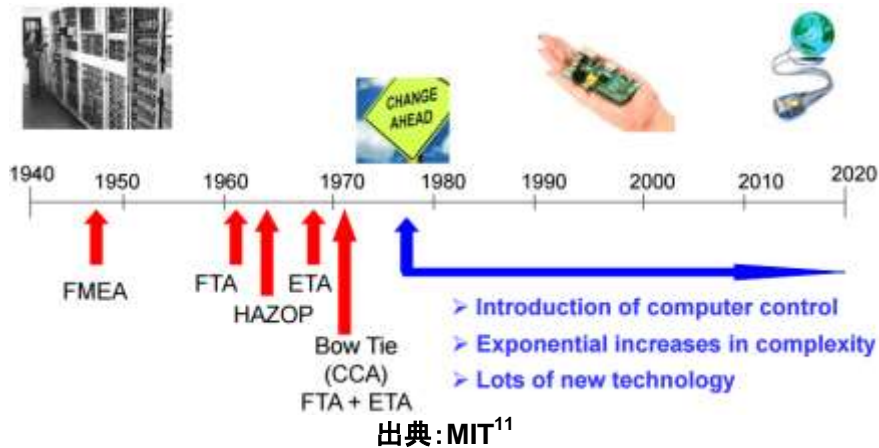 CHANGE
AHEAD
1940 1950 1960 1970 1980 1990 2000 2010 2020
FMEA
FTA
HAZOP
ETA
Bow Tie
(CCA)
FTA + ETA
➢ Introduction of computer control
➢ Exponential increases in complexity
➢ Lots of new technology
出典:MIT11